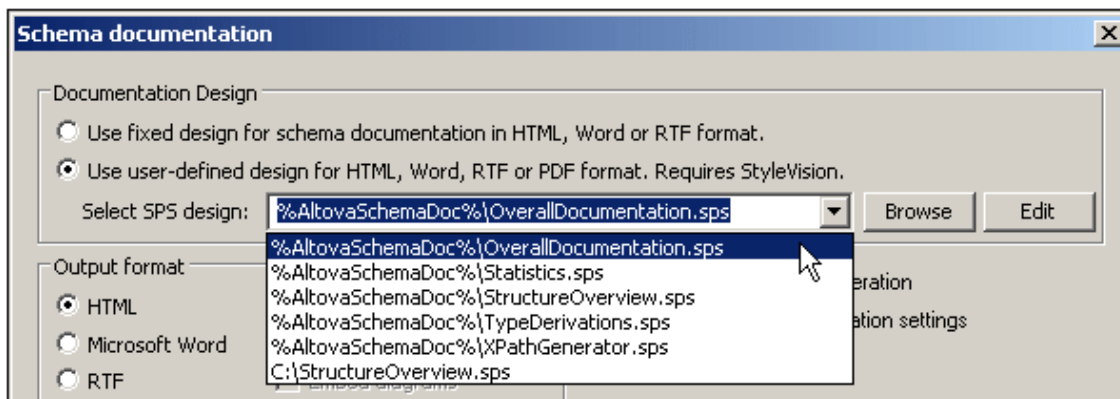 Schema documentation
Documentation Design
Use fixed design for schema documentation in HTML, Word or RTF format.
Use user-defined design for HTML, Word, RTF or PDF format. Requires StyleVision.
Select SPS design: %AltovaSchemaDoc%\OverallDocumentation.sps Browse Edit
%AltovaSchemaDoc%\OverallDocumentation.sps
Output format
%AltovaSchemaDoc%\Statistics.sps
eration
HTML
%AltovaSchemaDoc%\StructureOverview.sps
%AltovaSchemaDoc%\TypeDerivations.sps
ation settings
Microsoft Word
%AltovaSchemaDoc%\XPathGenerator.sps
RTF
C:\StructureOverview.sps